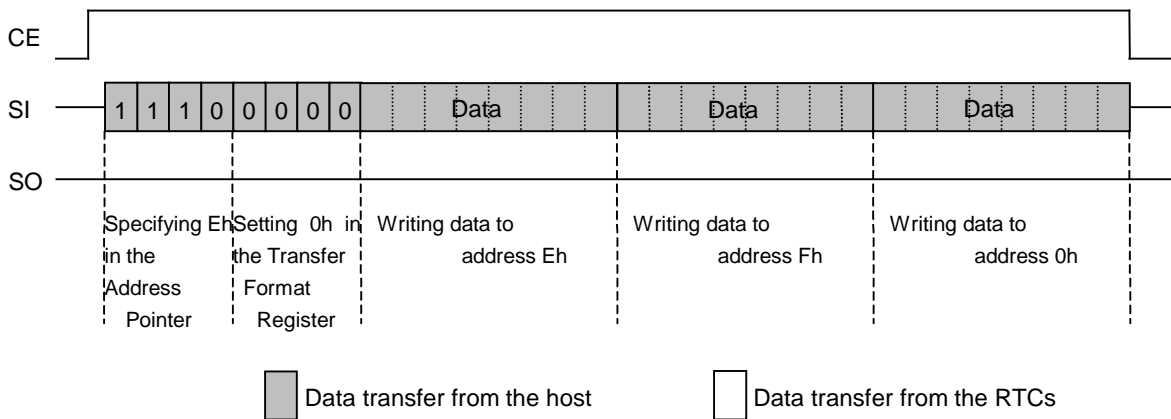 CE
SI 1 1 1 0 0 0 0 0 Data Data Data
SO
Specifying Eh Setting 0h in Writing data to Writing data to Writing data to
in the the Transfer address Eh address Fh address 0h
Address Format
Pointer Register
Data transfer from the host Data transfer from the RTCs